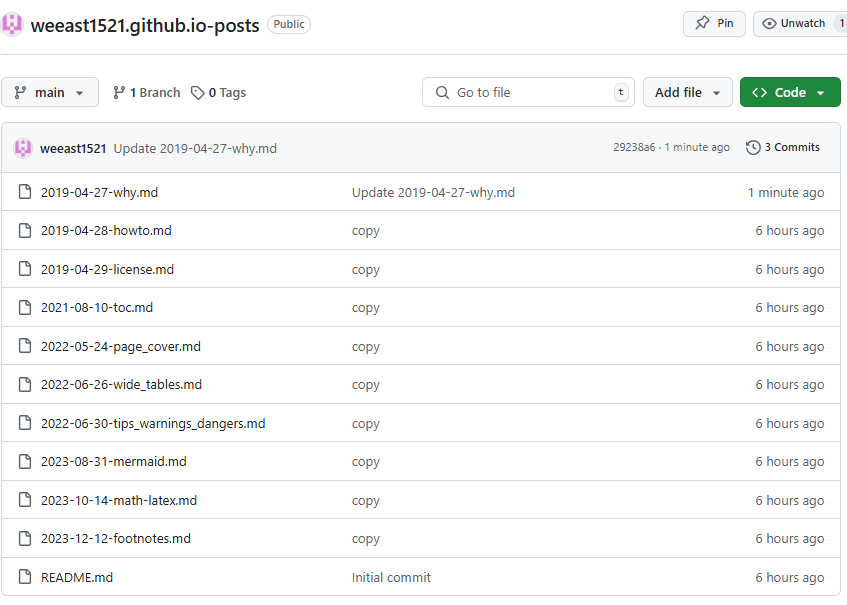 weeast1521.github.io-posts Public Pin Unwatch 1
main 1 Branch 0 Tags Go to file t Add file Code
weeast1521 Update 2019-04-27-why.md 29238a6 · 1 minute ago 3 Commits
2019-04-27-why.md Update 2019-04-27-why.md 1 minute ago
2019-04-28-howto.md copy 6 hours ago
2019-04-29-license.md copy 6 hours ago
2021-08-10-toc.md copy 6 hours ago
2022-05-24-page_cover.md copy 6 hours ago
2022-06-26-wide_tables.md copy 6 hours ago
2022-06-30-tips_warnings_dangers.md copy 6 hours ago
2023-08-31-mermaid.md copy 6 hours ago
2023-10-14-math-latex.md copy 6 hours ago
2023-12-12-footnotes.md copy 6 hours ago
README.md Initial commit 6 hours ago